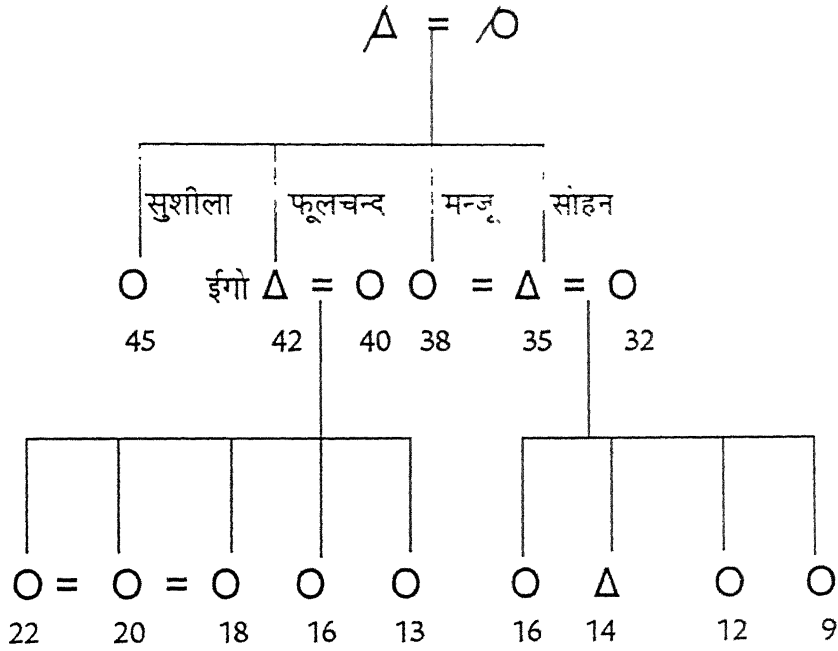 Δ = O
सुशीला फूलचन्द मन्जू सोहन
O ईगो Δ = O O = Δ = O
45 42 40 38 35 32
O = O = O O O O Δ O O
22 20 18 16 13 16 14 12 9